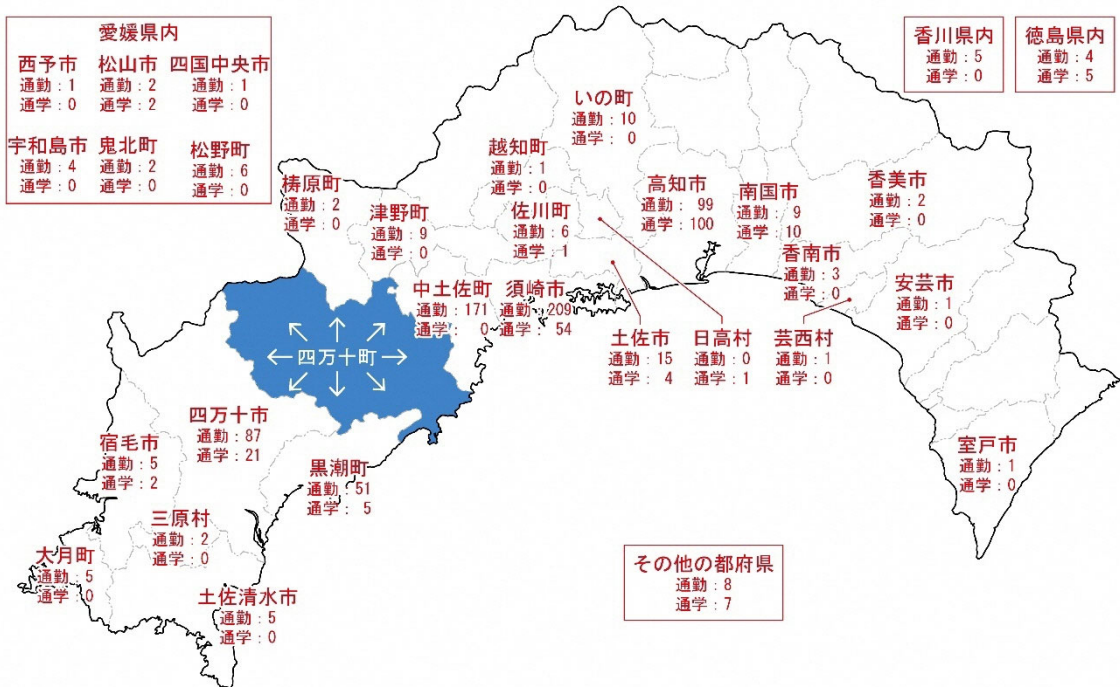 愛媛県内
西予市
通勤：1
通学：0
松山市
通勤：2
通学：2
四国中央市
通勤：1
通学：0
宇和島市
通勤：4
通学：0
鬼北町
通勤：2
通学：0
松野町
通勤：6
通学：0
香川県内
通勤：5
通学：0
徳島県内
通勤：4
通学：5
いの町
通勤：10
通学：0
越知町
通勤：1
通学：0
梼原町
通勤：2
通学：0
津野町
通勤：9
通学：0
佐川町
通勤：6
通学：1
高知市
通勤：99
通学：100
南国市
通勤：9
通学：10
香美市
通勤：2
通学：0
香南市
通勤：3
通学：0
安芸市
通勤：1
通学：0
中土佐町
通勤：171
通学：0
須崎市
通勤：209
通学：54
土佐市
通勤：15
通学：4
日高村
通勤：0
通学：1
芸西村
通勤：1
通学：0
四万十町
四万十市
通勤：87
通学：21
宿毛市
通勤：5
通学：2
黒潮町
通勤：51
通学：5
室戸市
通勤：1
通学：0
三原村
通勤：2
通学：0
大月町
通勤：5
通学：0
土佐清水市
通勤：5
通学：0
その他の都府県
通勤：8
通学：7